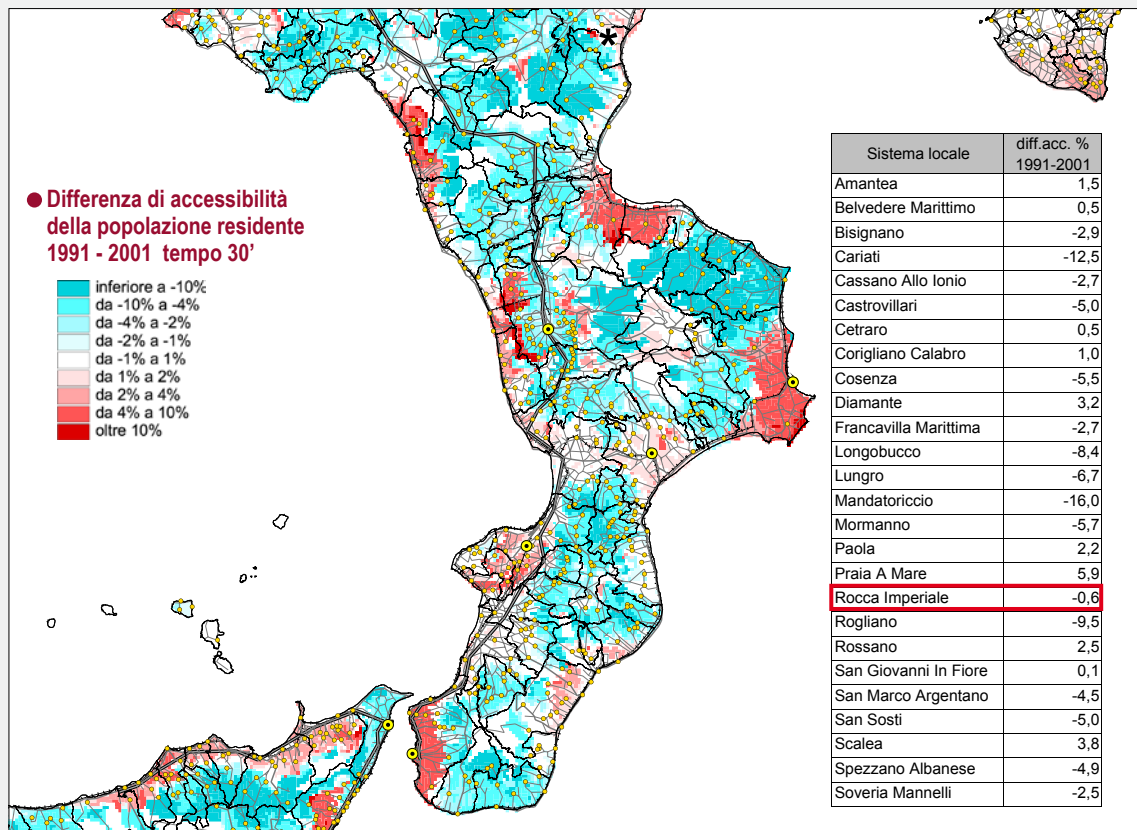 *
● Differenza di accessibilità
della popolazione residente
1991 - 2001 tempo 30'
inferiore a -10%
da -10% a -4%
da -4% a -2%
da -2% a -1%
da -1% a 1%
da 1% a 2%
da 2% a 4%
da 4% a 10%
oltre 10%
Sistema locale diff.acc. %
1991-2001
Amantea 1,5
Belvedere Marittimo 0,5
Bisignano -2,9
Cariati -12,5
Cassano Allo Ionio -2,7
Castrovillari -5,0
Cetraro 0,5
Corigliano Calabro 1,0
Cosenza -5,5
Diamante 3,2
Francavilla Marittima -2,7
Longobucco -8,4
Lungro -6,7
Mandatoriccio -16,0
Mormanno -5,7
Paola 2,2
Praia A Mare 5,9
Rocca Imperiale -0,6
Rogliano -9,5
Rossano 2,5
San Giovanni In Fiore 0,1
San Marco Argentano -4,5
San Sosti -5,0
Scalea 3,8
Spezzano Albanese -4,9
Soveria Mannelli -2,5